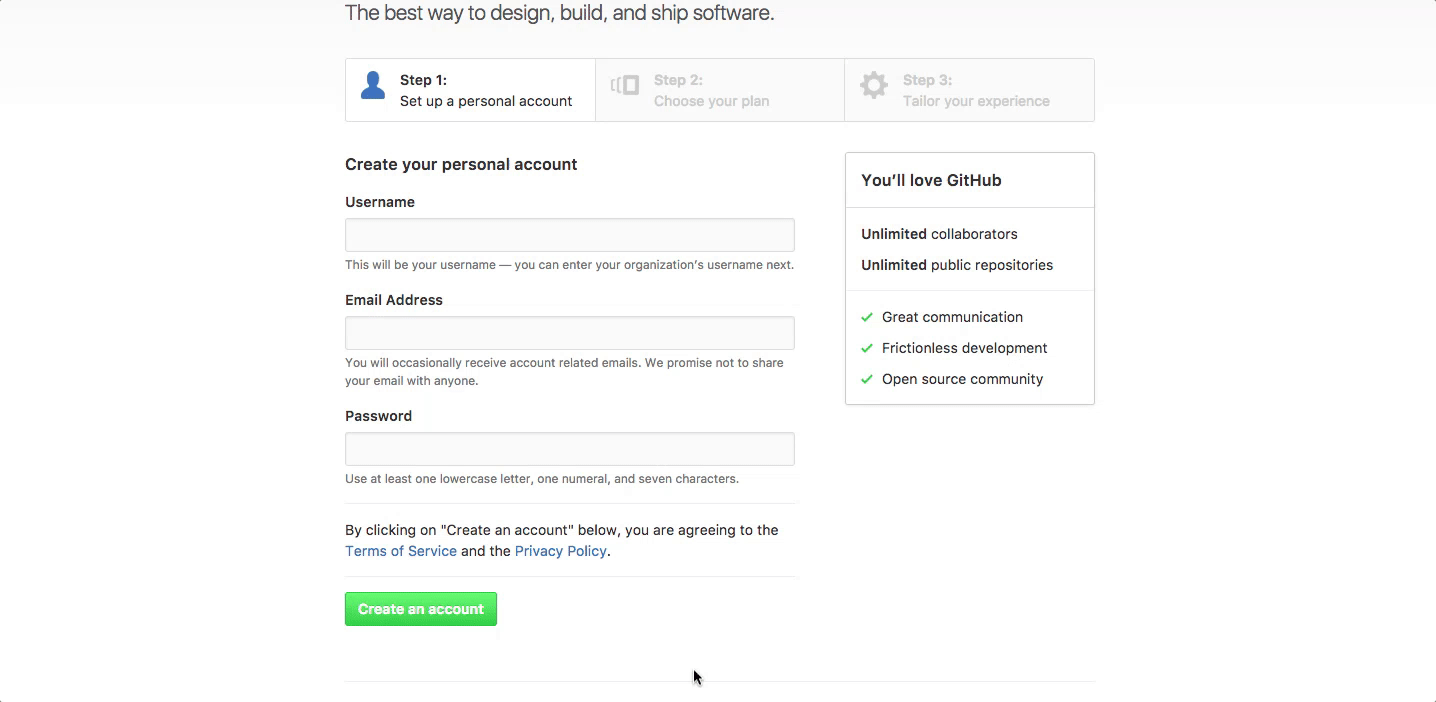 The best way to design, build, and ship software.
Step 1:
Set up a personal account
Step 2:
Choose your plan
Step 3:
Tailor your experience
Create your personal account
Username
This will be your username — you can enter your organization’s username next.
Email Address
You will occasionally receive account related emails. We promise not to share
your email with anyone.
Password
Use at least one lowercase letter, one numeral, and seven characters.
By clicking on "Create an account" below, you are agreeing to the
Terms of Service and the Privacy Policy.
Create an account
You’ll love GitHub
Unlimited collaborators
Unlimited public repositories
Great communication
Frictionless development
Open source community